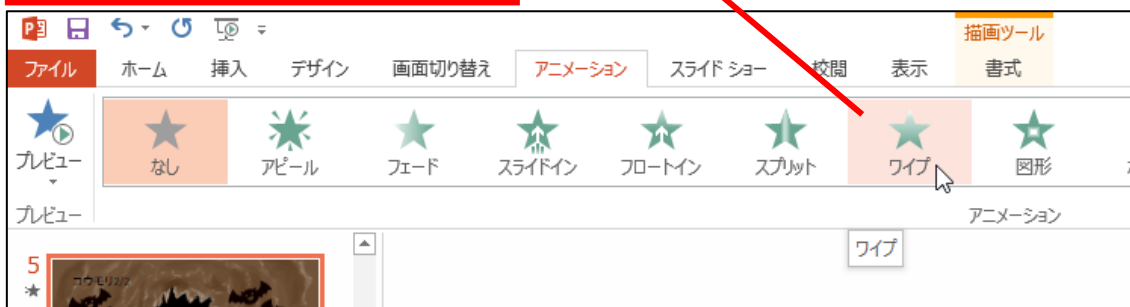 描画ツール
ファイル ホーム 挿入 デザイン 画面切り替え アニメーション スライド ショー 校閲 表示 書式
プレビュー なし アピール フェード スライドイン フロートイン スプリット ワイプ 図形
プレビュー アニメーション
ワイプ
5
コウモリ2/2